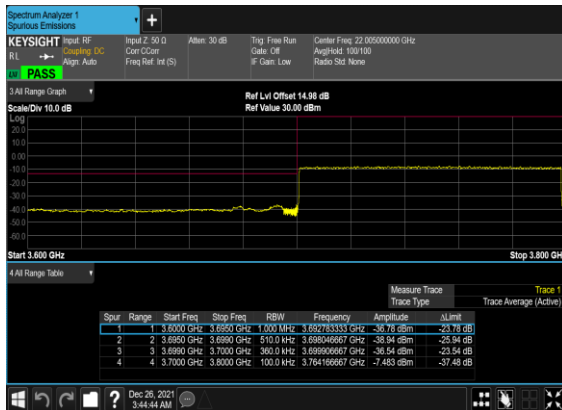 Spectrum Analyzer 1
Spurious Emissions
KEYSIGHT Input: RF Input Z: 50 Ω Atten: 30 dB Trig: Free Run Center Freq: 22.005000000 GHz
RL Coupling: DC Corr CCorr Gate: Off Avg|Hold: 100/100
Align: Auto Freq Ref: Int (S) IF Gain: Low Radio Std: None
PASS
3 All Range Graph
Ref Lvl Offset 14.98 dB
Scale/Div 10.0 dB Ref Value 30.00 dBm
Log
20.0
10.0
0.00
-10.0
-20.0
-30.0
-40.0
-50.0
-60.0
Start 3.600 GHz Stop 3.800 GH
4 All Range Table
Measure Trace Trace 1
Trace Type Trace Average (Active)
Spur Range Start Freq Stop Freq RBW Frequency Amplitude ΔLimit
1 1 3.6000 GHz 3.6950 GHz 1.000 MHz 3.692783333 GHz -36.78 dBm -23.78 dB
2 2 3.6950 GHz 3.6990 GHz 510.0 kHz 3.698046667 GHz -38.94 dBm -25.94 dB
3 3 3.6990 GHz 3.7000 GHz 360.0 kHz 3.699906667 GHz -36.54 dBm -23.54 dB
4 4 3.7000 GHz 3.8000 GHz 100.0 kHz 3.764166667 GHz -7.483 dBm -37.48 dB
Dec 26, 2021
3:44:44 AM